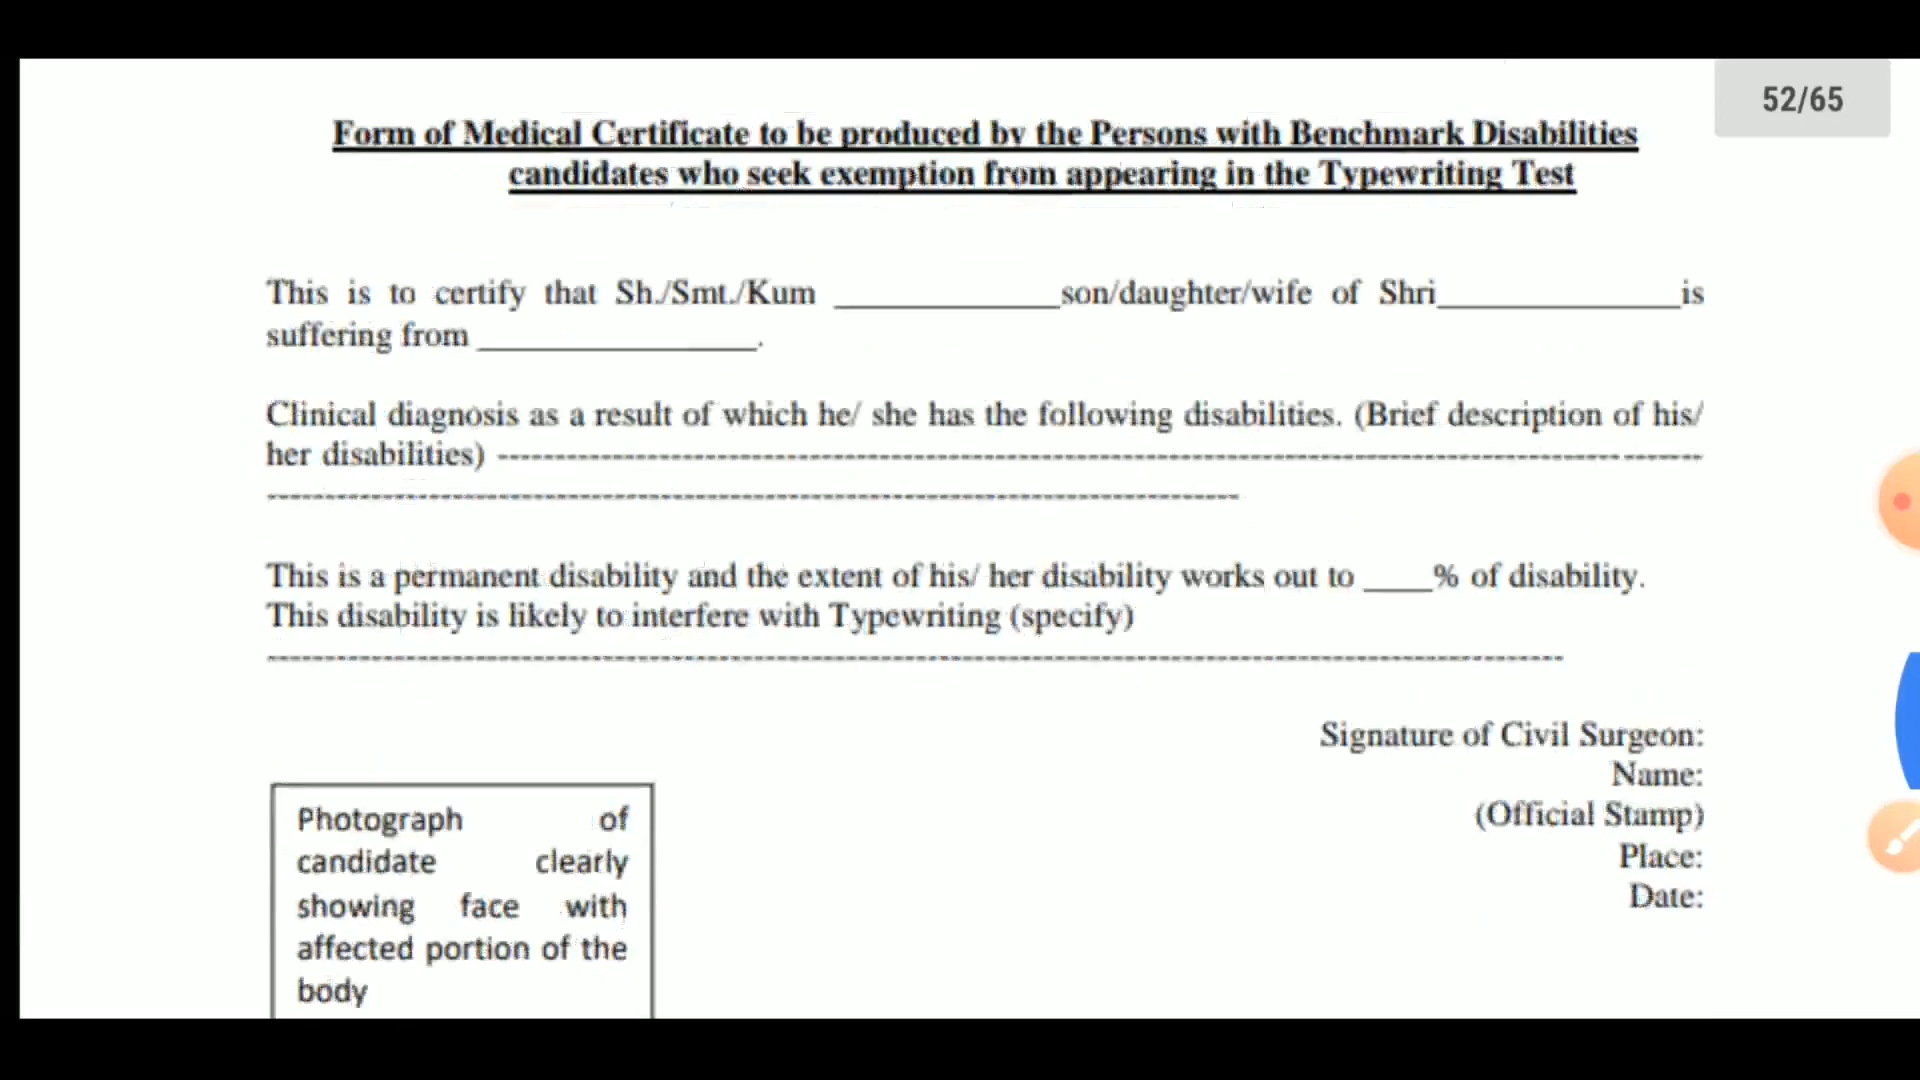 52/65
Form of Medical Certificate to be produced by the Persons with Benchmark Disabilities
candidates who seek exemption from appearing in the Typewriting Test
This is to certify that Sh./Smt./Kum _____________son/daughter/wife of Shri______________is
suffering from ________________.
Clinical diagnosis as a result of which he/ she has the following disabilities. (Brief description of his/
her disabilities) ---------------------------------------------------------------------------------------------
---------------------------------------------------------------------------
This is a permanent disability and the extent of his/ her disability works out to ____% of disability.
This disability is likely to interfere with Typewriting (specify)
----------------------------------------------------------------------------------------------------
Signature of Civil Surgeon:
Name:
(Official Stamp)
Place:
Date:
Photograph of
candidate clearly
showing face with
affected portion of the
body